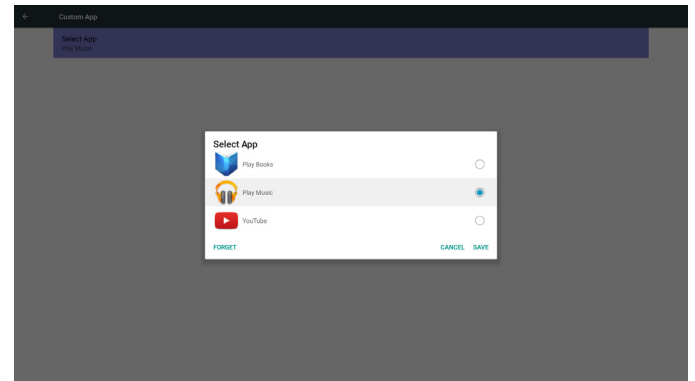 Custom App
Select App
Play Music
Select App
Play Books
Play Music
YouTube
FORGET CANCEL SAVE